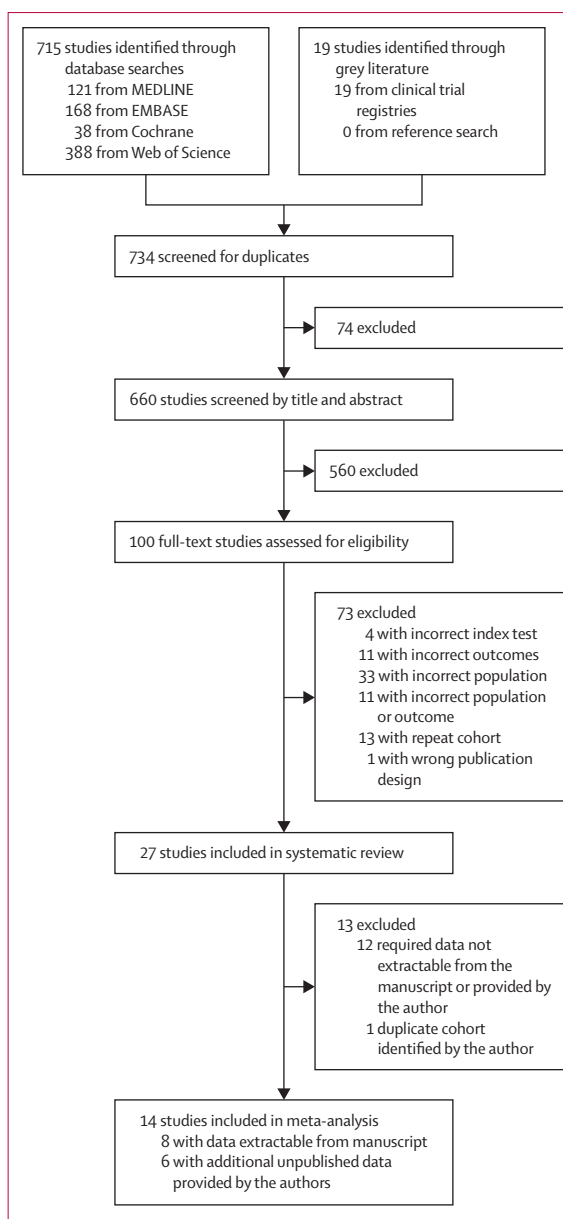 715 studies identified through
database searches
121 from MEDLINE
168 from EMBASE
38 from Cochrane
388 from Web of Science
19 studies identified through
grey literature
19 from clinical trial
registries
0 from reference search
734 screened for duplicates
74 excluded
660 studies screened by title and abstract
560 excluded
100 full-text studies assessed for eligibility
73 excluded
4 with incorrect index test
11 with incorrect outcomes
33 with incorrect population
11 with incorrect population
or outcome
13 with repeat cohort
1 with wrong publication
design
27 studies included in systematic review
13 excluded
12 required data not
extractable from the
manuscript or provided by
the author
1 duplicate cohort
identified by the author
14 studies included in meta-analysis
8 with data extractable from manuscript
6 with additional unpublished data
provided by the authors